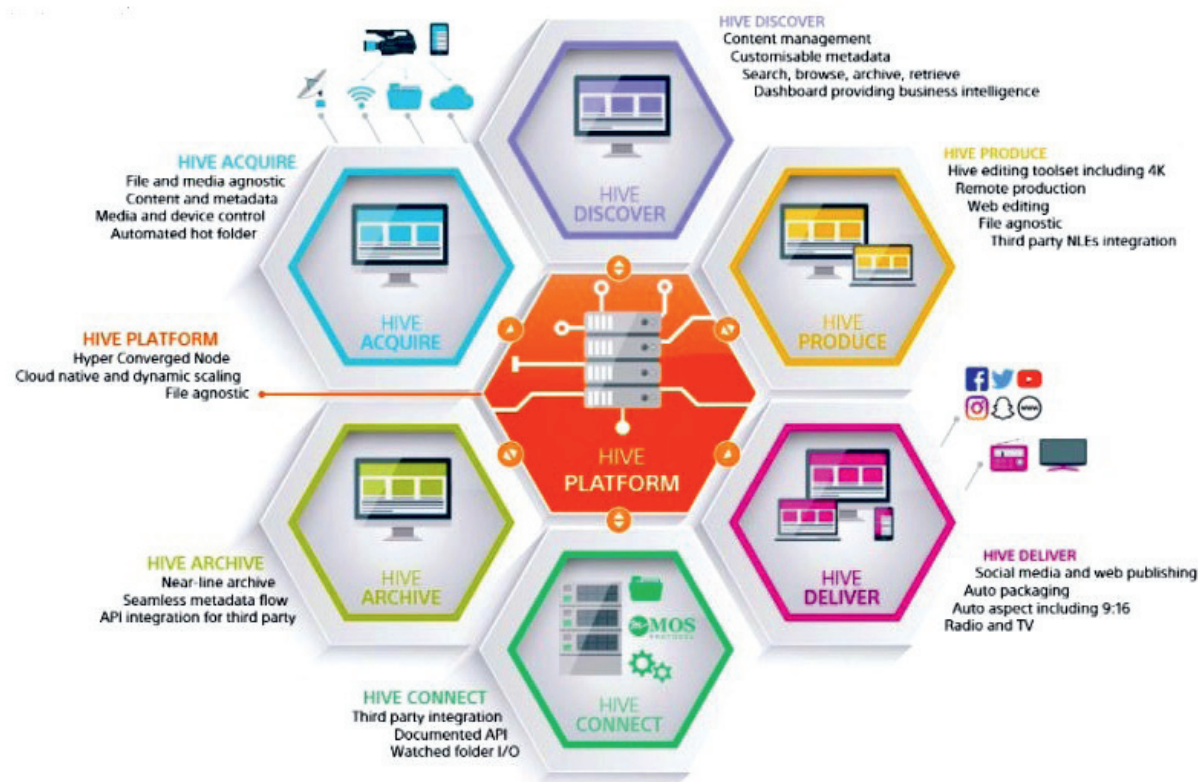 HIVE DISCOVER
Content management
Customisable metadata
Search, browse, archive, retrieve
Dashboard providing business intelligence
HIVE
DISCOVER
HIVE ACQUIRE
File and media agnostic
Content and metadata
Media and device control
Automated hot folder
HIVE
ACQUIRE
HIVE PRODUCE
Hive editing toolset including 4K
Remote production
Web editing
File agnostic
Third party NLEs integration
HIVE
PRODUCE
HIVE PLATFORM
Hyper Converged Node
Cloud native and dynamic scaling
File agnostic
HIVE
PLATFORM
HIVE ARCHIVE
Near-line archive
Seamless metadata flow
API integration for third party
HIVE
ARCHIVE
HIVE
DELIVER
HIVE DELIVER
Social media and web publishing
Auto packaging
Auto aspect including 9:16
Radio and TV
HIVE CONNECT
Third party integration
Documented API
Watched folder I/O
MOS
PROTOCOL
HIVE
CONNECT